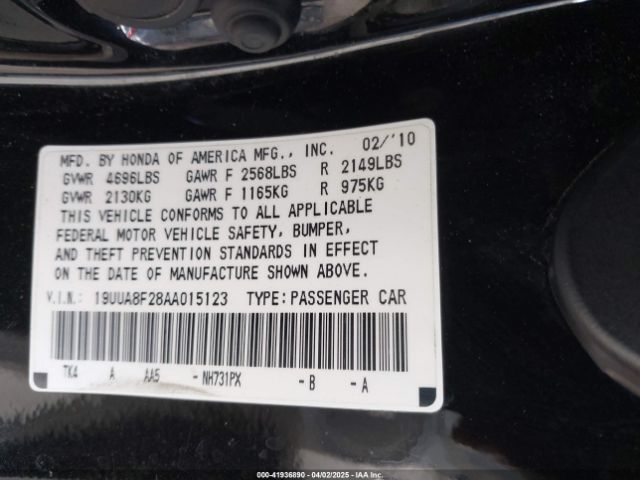 MFD. BY HONDA OF AMERICA MFG., INC. 02/'10
GVWR 4696LBS GAWR F 2568LBS R 2149LBS
GVWR 2130KG GAWR F 1165KG R 975KG
THIS VEHICLE CONFORMS TO ALL APPLICABLE
FEDERAL MOTOR VEHICLE SAFETY, BUMPER,
AND THEFT PREVENTION STANDARDS IN EFFECT
ON THE DATE OF MANUFACTURE SHOWN ABOVE.
V.I.N.: 19UUA8F28AA015123 TYPE:PASSENGER CAR
TK4 A AA5 -NH731PX -B -A
000-41936890 - 04/02/2025 - IAAI.com